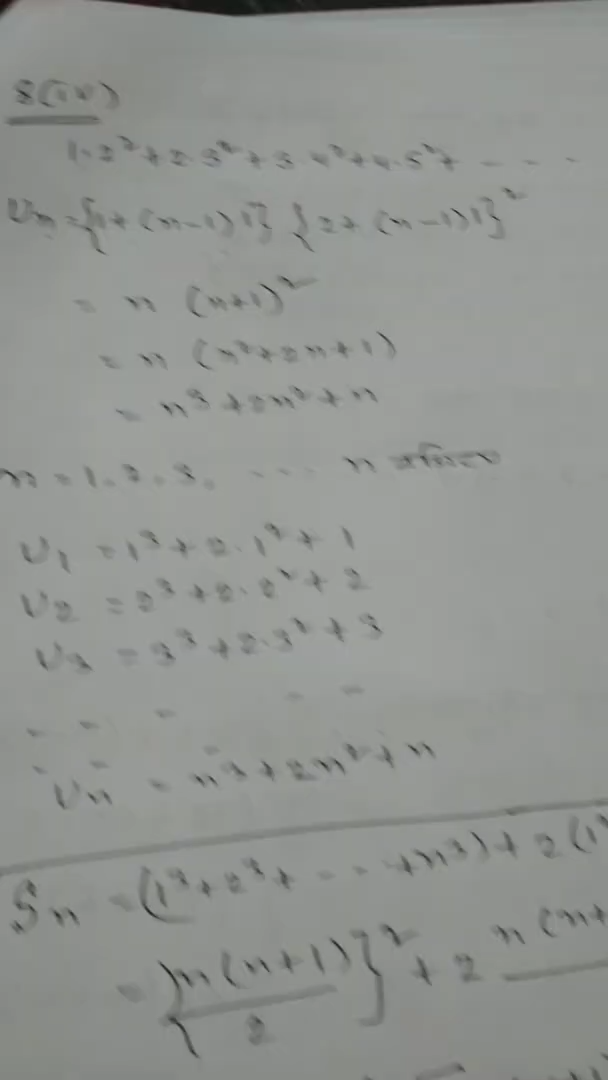 8(iv)
1.2²+2.3²+3.4²+4.5²+ - - -
Uₙ={1+(n-1)1}{2+(n-1)1}²
= n (n+1)²
= n (n²+2n+1)
= n³+2n²+n
n=1.2.3. ... n
U₁ =1³+2.1²+1
U₂ =2³+2.2²+2
U₃ =3³+2.3²+3
- - - - -
Uₙ = n³+2n²+n
Sₙ =(1³+2³+ - - +n³)+2(1²
={n(n+1)/2}²+2 n(n+